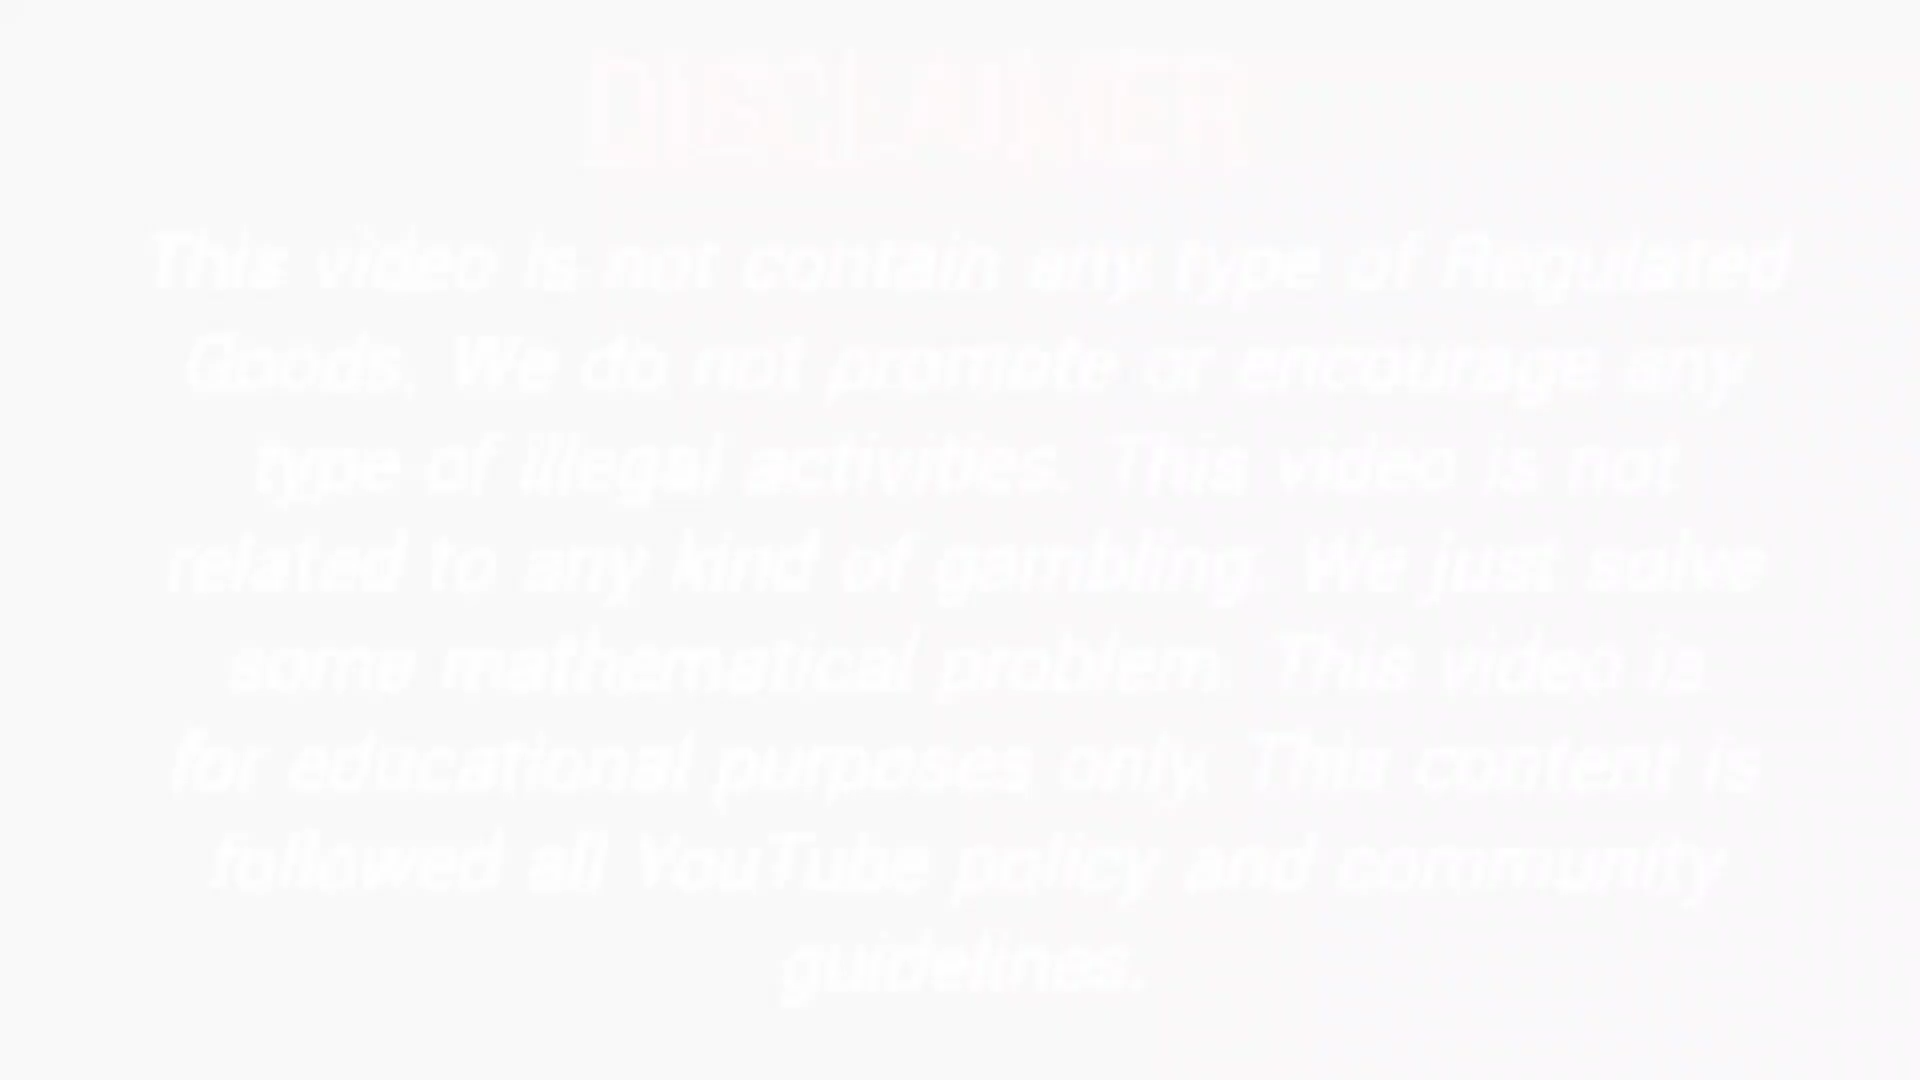 DISCLAIMER
This video is not contain any type of Regulated
Goods. We do not promote or encourage any
type of illegal activities. This video is not
related to any kind of gambling. We just solve
some mathematical problem. This video is
for educational purposes only. This content is
followed all YouTube policy and community
guidelines.